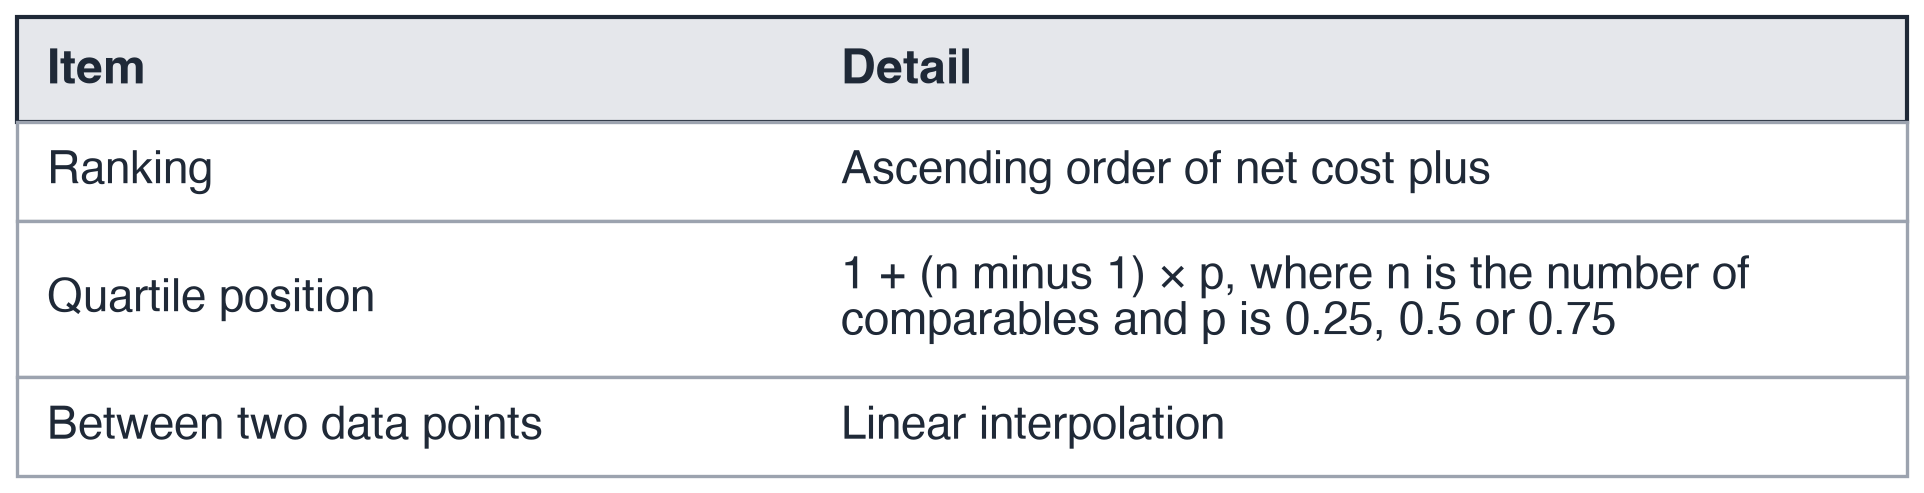 Item Detail
Ranking Ascending order of net cost plus
Quartile position 1 + (n minus 1) × p, where n is the number of
comparables and p is 0.25, 0.5 or 0.75
Between two data points Linear interpolation